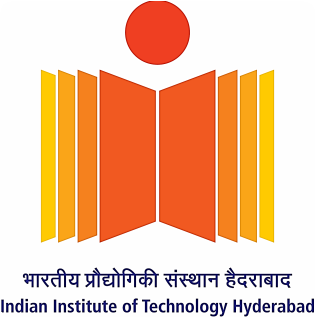 भारतीय प्रौद्योगिकी संस्थान हैदराबाद
Indian Institute of Technology Hyderabad